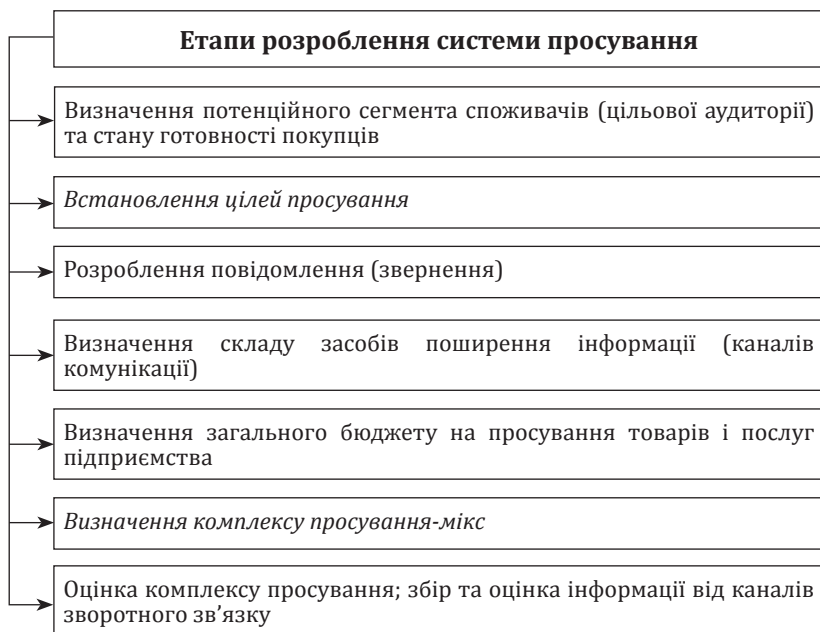 Етапи розроблення системи просування
Визначення потенційного сегмента споживачів (цільової аудиторії)
та стану готовності покупців
Встановлення цілей просування
Розроблення повідомлення (звернення)
Визначення складу засобів поширення інформації (каналів
комунікації)
Визначення загального бюджету на просування товарів і послуг
підприємства
Визначення комплексу просування-мікс
Оцінка комплексу просування; збір та оцінка інформації від каналів
зворотного зв’язку